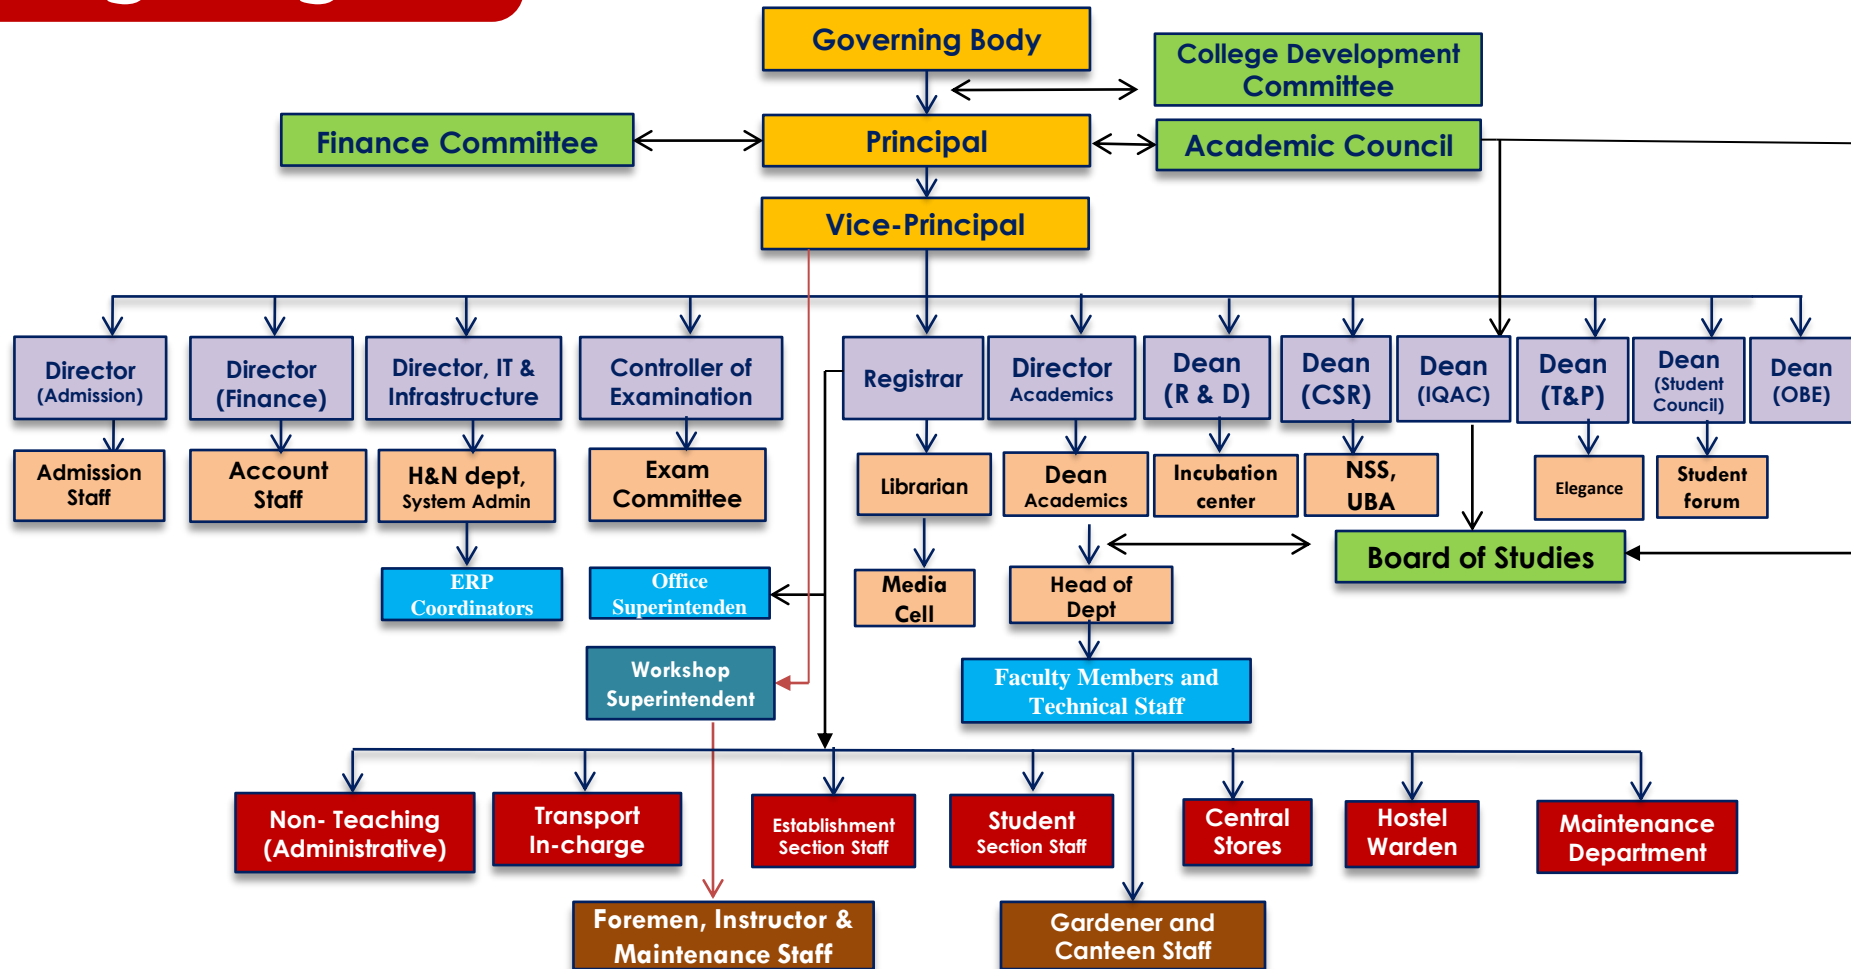 Governing Body
College Development
Committee
Finance Committee
Principal
Academic Council
Vice-Principal
Director
(Admission)
Director
(Finance)
Director, IT &
Infrastructure
Controller of
Examination
Registrar
Director
Academics
Dean
(R & D)
Dean
(CSR)
Dean
(IQAC)
Dean
(T&P)
Dean
(Student
Council)
Dean
(OBE)
Admission
Staff
Account
Staff
H&N dept,
System Admin
Exam
Committee
Librarian
Dean
Academics
Incubation
center
NSS,
UBA
Elegance
Student
forum
Board of Studies
ERP
Coordinators
Office
Superintenden
Media
Cell
Head of
Dept
Workshop
Superintendent
Faculty Members and
Technical Staff
Non- Teaching
(Administrative)
Transport
In-charge
Establishment
Section Staff
Student
Section Staff
Central
Stores
Hostel
Warden
Maintenance
Department
Foremen, Instructor &
Maintenance Staff
Gardener and
Canteen Staff